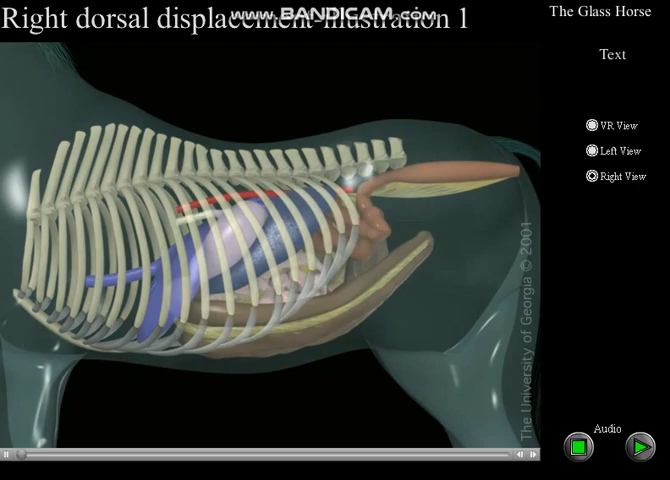 Right dorsal displacement-illustration 1
www.BANDICAM.com
The Glass Horse
Text
VR View
Left View
Right View
The University of Georgia © 2001
Audio